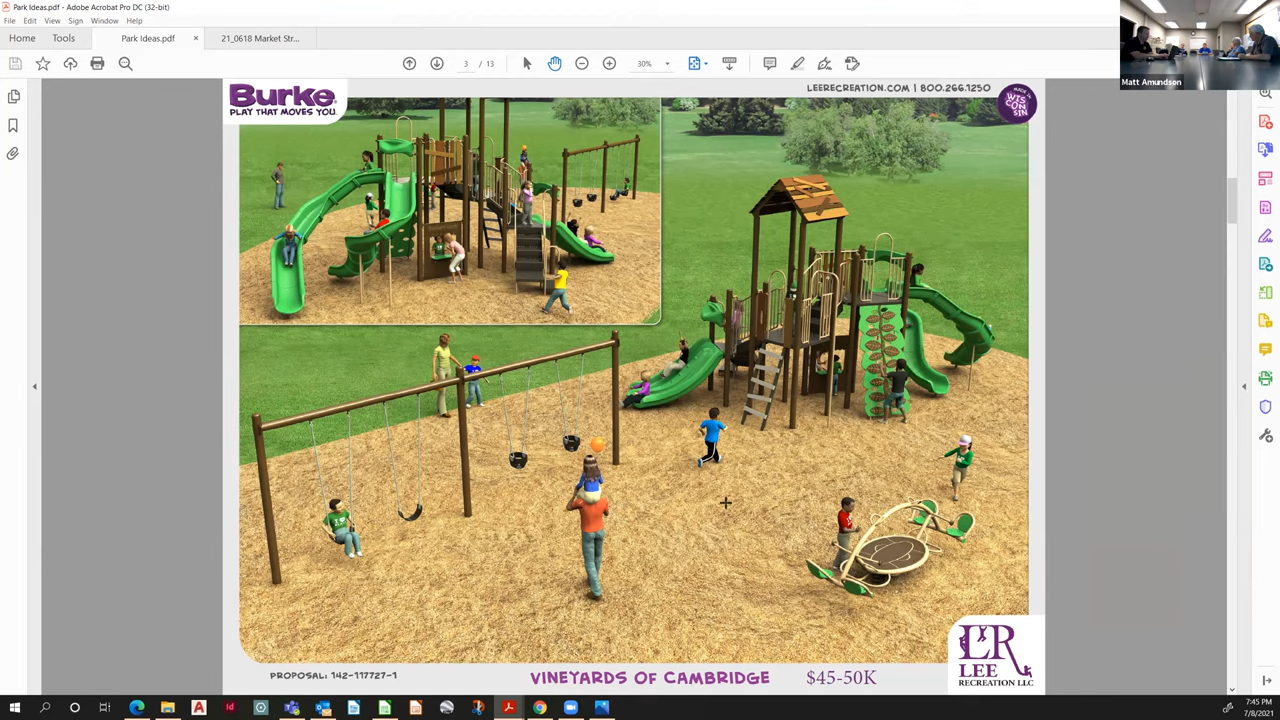 Park Ideas.pdf - Adobe Acrobat Pro DC (32-bit)
File Edit View Sign Window Help
Home Tools Park Ideas.pdf × 21_0618 Market Str...
/ 13 30%
Matt Amundson
Burke
PLAY THAT MOVES YOU.
LEERECREATION.COM | 800.266.1250
MADE IN WISCONSIN
PROPOSAL: 142-117727-1
VINEYARDS OF CAMBRIDGE $45-50K
LR
LEE
RECREATION LLC
7:45 PM
7/8/2021